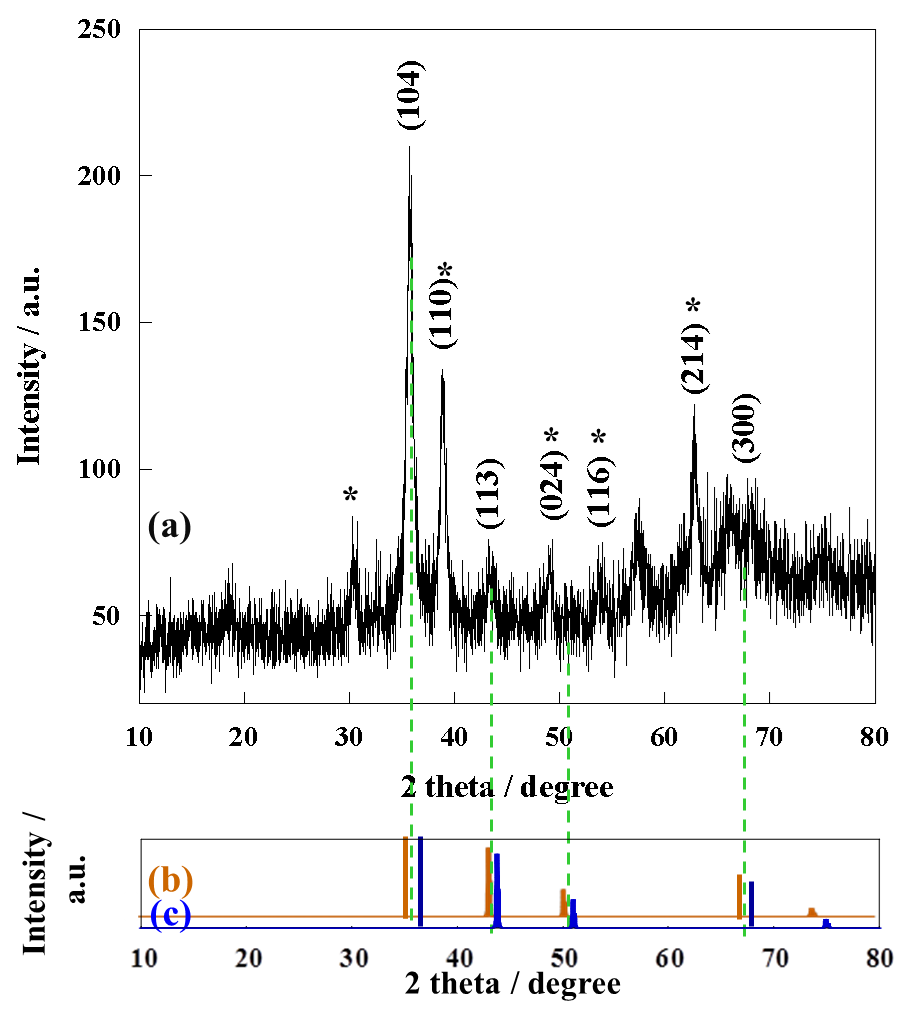 250
200
150
100
50
Intensity / a.u.
(104)
(110)*
*
(113)
(024) *
(116) *
(214) *
(300)
(a)
10 20 30 40 50 60 70 80
2 theta / degree
Intensity /
a.u.
(b)
(c)
10 20 30 40 50 60 70 80
2 theta / degree